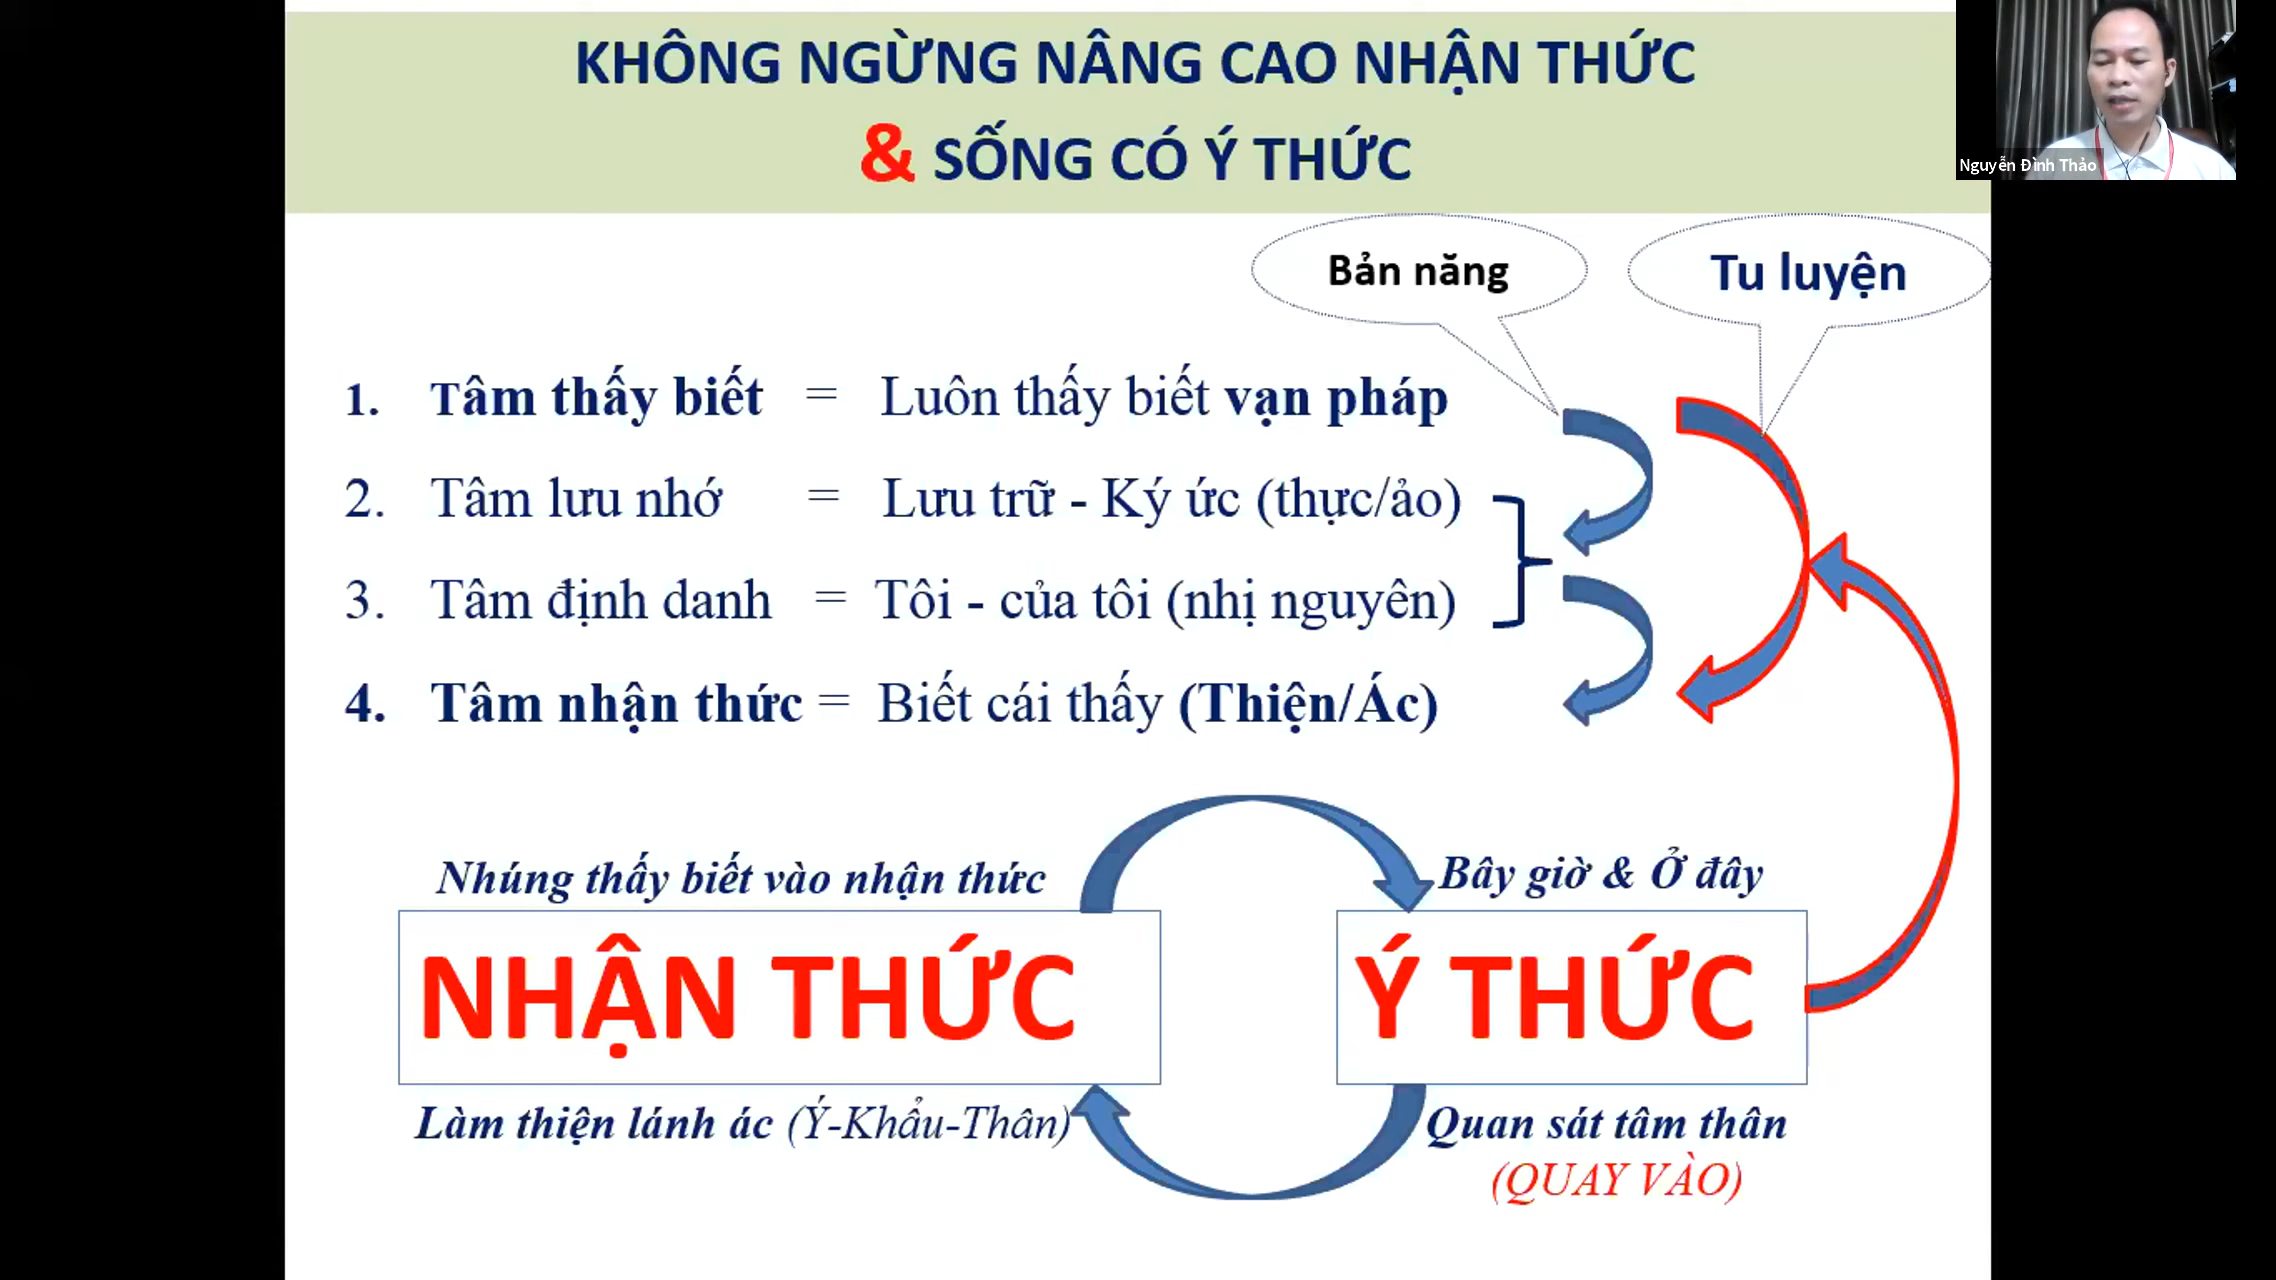 KHÔNG NGỪNG NÂNG CAO NHẬN THỨC
& SỐNG CÓ Ý THỨC
Nguyễn Đình Thảo
Bản năng
Tu luyện
1. Tâm thấy biết = Luôn thấy biết vạn pháp
2. Tâm lưu nhớ = Lưu trữ - Ký ức (thực/ảo)
3. Tâm định danh = Tôi - của tôi (nhị nguyên)
4. Tâm nhận thức = Biết cái thấy (Thiện/Ác)
Nhúng thấy biết vào nhận thức
NHẬN THỨC
Làm thiện lánh ác (Ý-Khẩu-Thân)
Bây giờ & Ở đây
Ý THỨC
Quan sát tâm thân
(QUAY VÀO)